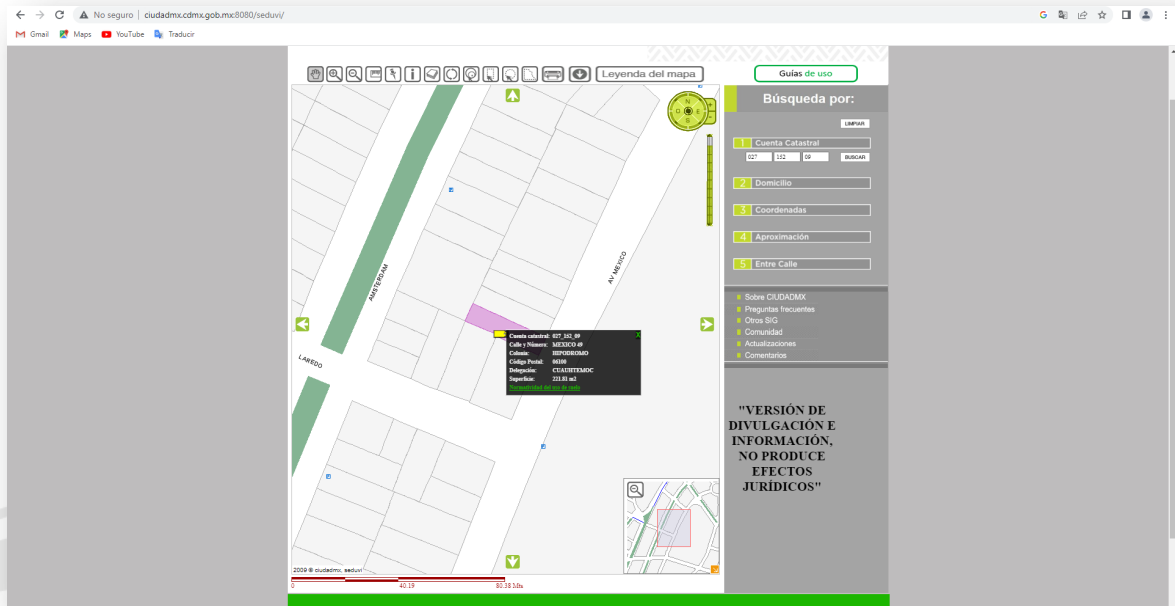 No seguro | ciudadmx.cdmx.gob.mx:8080/seduvi/
Gmail Maps YouTube Traducir
Leyenda del mapa
Guías de uso
Búsqueda por:
LIMPIAR
1 Cuenta Catastral
027 152 09 BUSCAR
2 Domicilio
3 Coordenadas
4 Aproximación
5 Entre Calle
Sobre CIUDADMX
Preguntas frecuentes
Otros SIG
Comunidad
Actualizaciones
Comentarios
"VERSIÓN DE
DIVULGACIÓN E
INFORMACIÓN,
NO PRODUCE
EFECTOS
JURÍDICOS"
N
O E
S
AMSTERDAM
AV MEXICO
LAREDO
Cuenta catastral: 027_152_09 X
Calle y Número: MEXICO 49
Colonia: HIPODROMO
Código Postal: 06100
Delegación: CUAUHTEMOC
Superficie: 221.81 m2
Normatividad del uso de suelo
2009 ® ciudadmx, seduvi
0 40.19 80.38 Mts